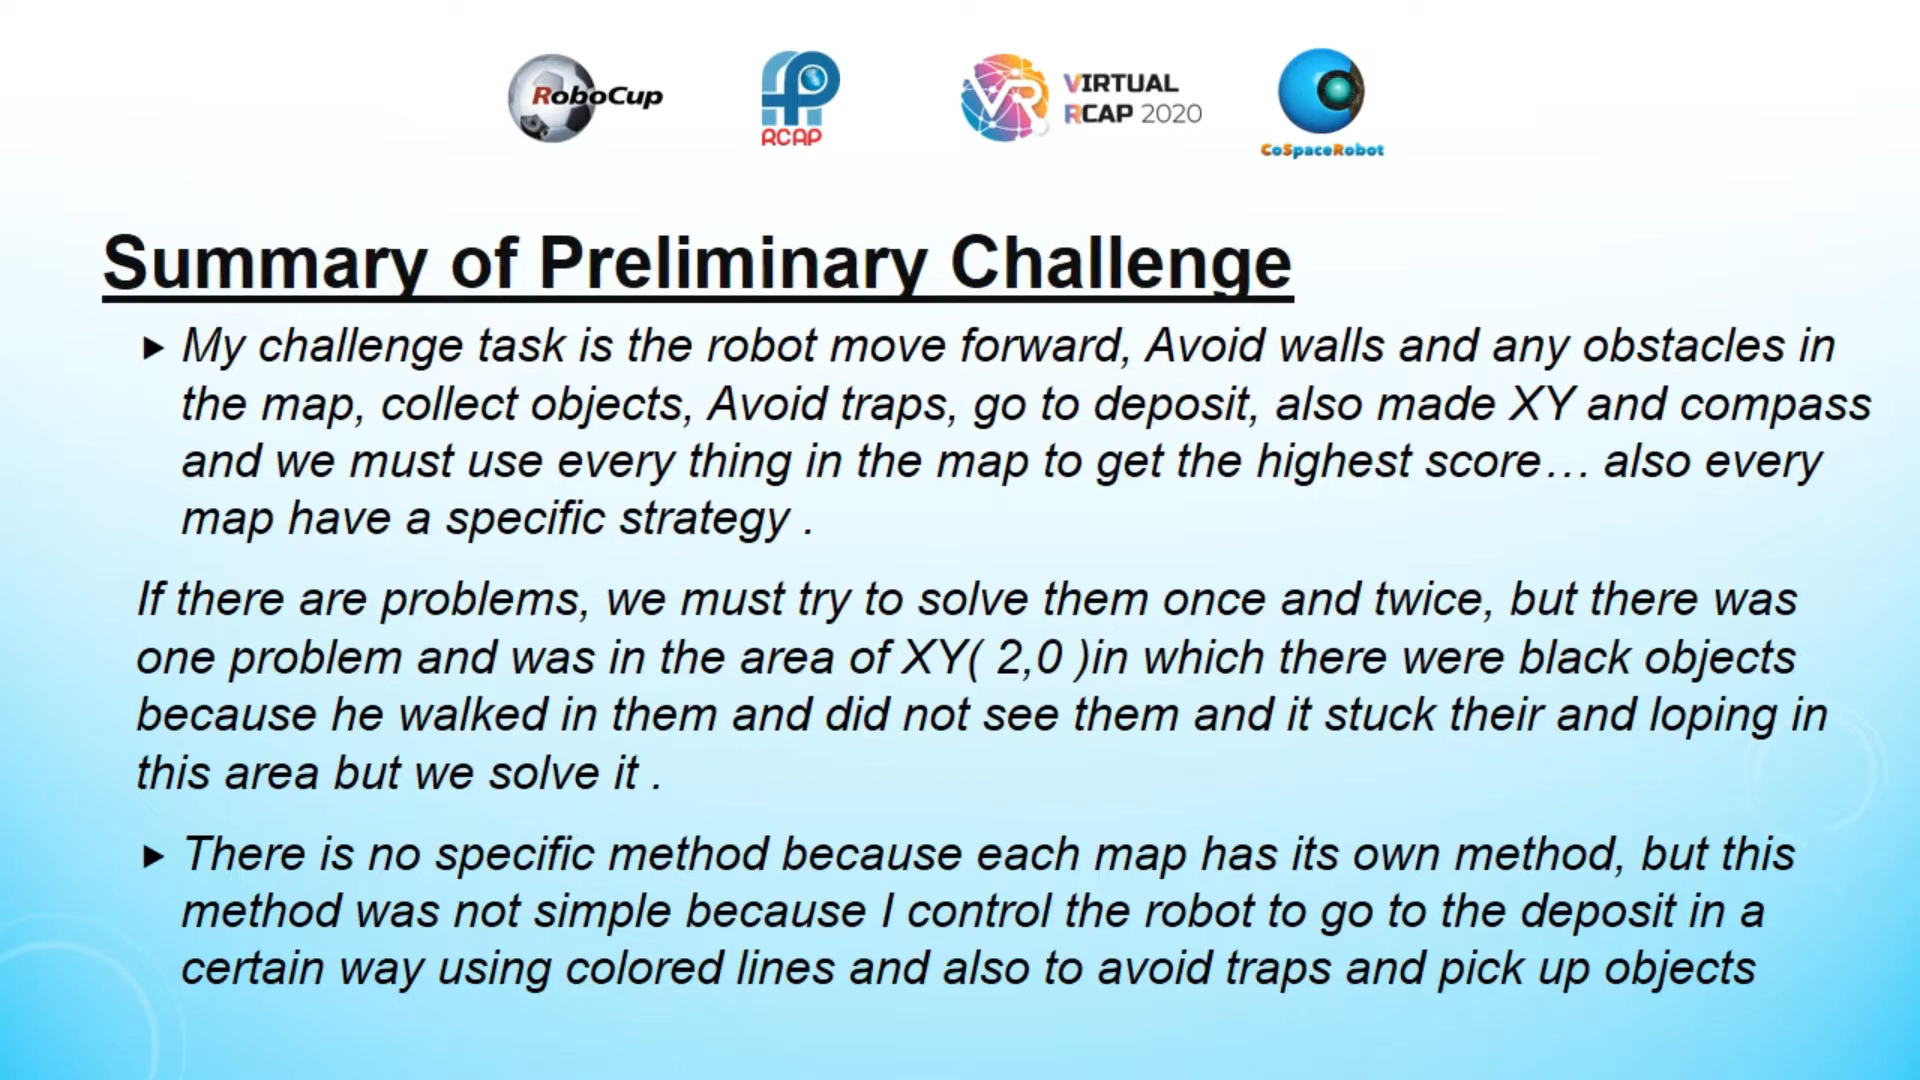 RoboCup
RCAP
VIRTUAL
RCAP 2020
CoSpaceRobot
Summary of Preliminary Challenge
My challenge task is the robot move forward, Avoid walls and any obstacles in
the map, collect objects, Avoid traps, go to deposit, also made XY and compass
and we must use every thing in the map to get the highest score… also every
map have a specific strategy .
If there are problems, we must try to solve them once and twice, but there was
one problem and was in the area of XY( 2,0 )in which there were black objects
because he walked in them and did not see them and it stuck their and loping in
this area but we solve it .
There is no specific method because each map has its own method, but this
method was not simple because I control the robot to go to the deposit in a
certain way using colored lines and also to avoid traps and pick up objects